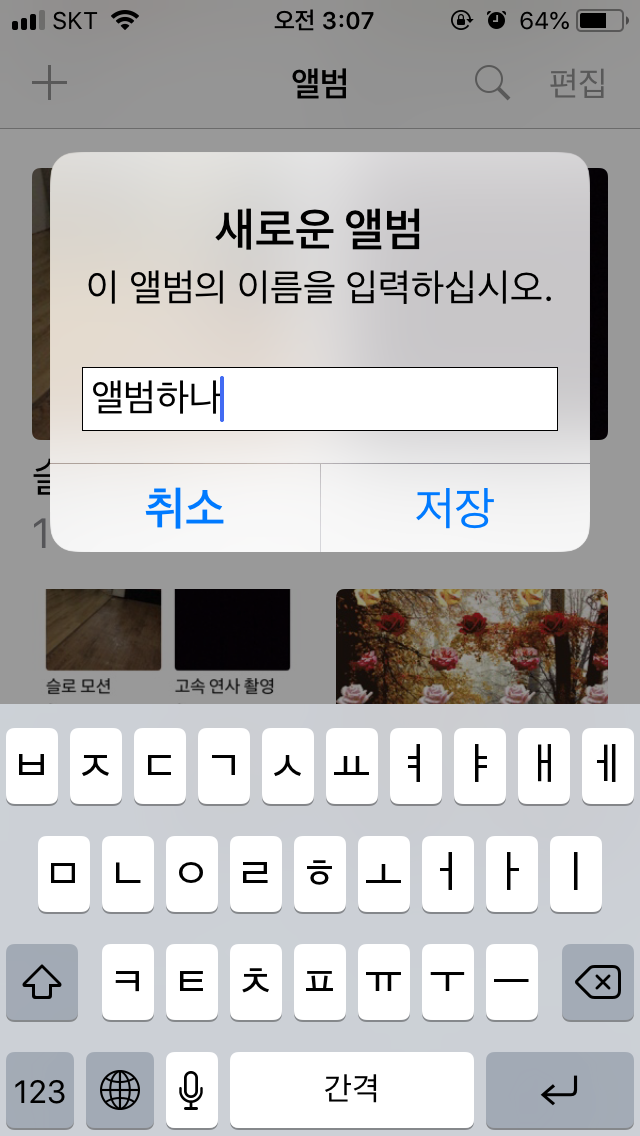 SKT 오전 3:07 64%
앨범 편집
새로운 앨범
이 앨범의 이름을 입력하십시오.
앨범하나
취소 저장
슬로 모션 고속 연사 촬영
ㅂ ㅈ ㄷ ㄱ ㅅ ㅛ ㅕ ㅑ ㅐ ㅔ
ㅁ ㄴ ㅇ ㄹ ㅎ ㅗ ㅓ ㅏ ㅣ
ㅋ ㅌ ㅊ ㅍ ㅠ ㅜ ㅡ
123 간격